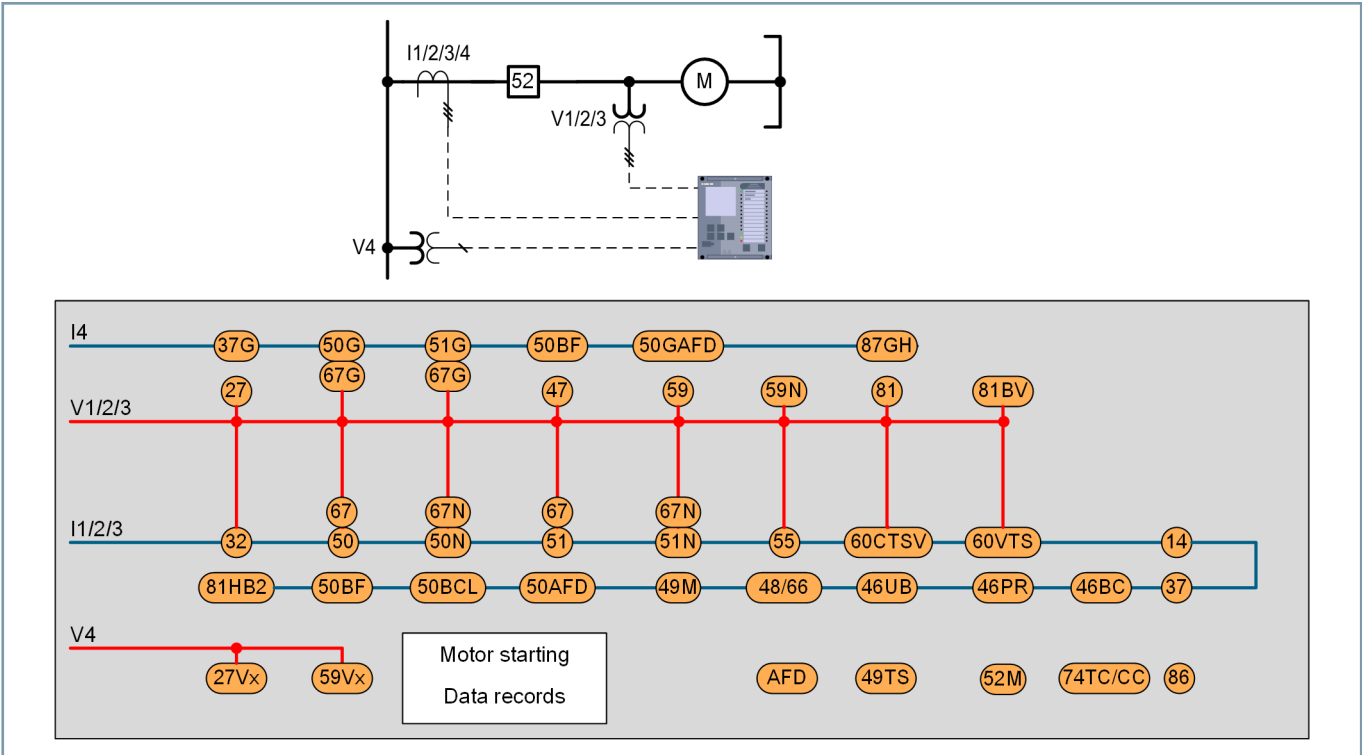 I1/2/3/4
52
M
V1/2/3
V4
I4
37G
50G
51G
50BF
50GAFD
87GH
67G
67G
27
47
59
59N
81
81BV
V1/2/3
67
67N
67
67N
I1/2/3
32
50
50N
51
51N
55
60CTSV
60VTS
14
81HB2
50BF
50BCL
50AFD
49M
48/66
46UB
46PR
46BC
37
V4
27Vx
59Vx
Motor starting
Data records
AFD
49TS
52M
74TC/CC
86